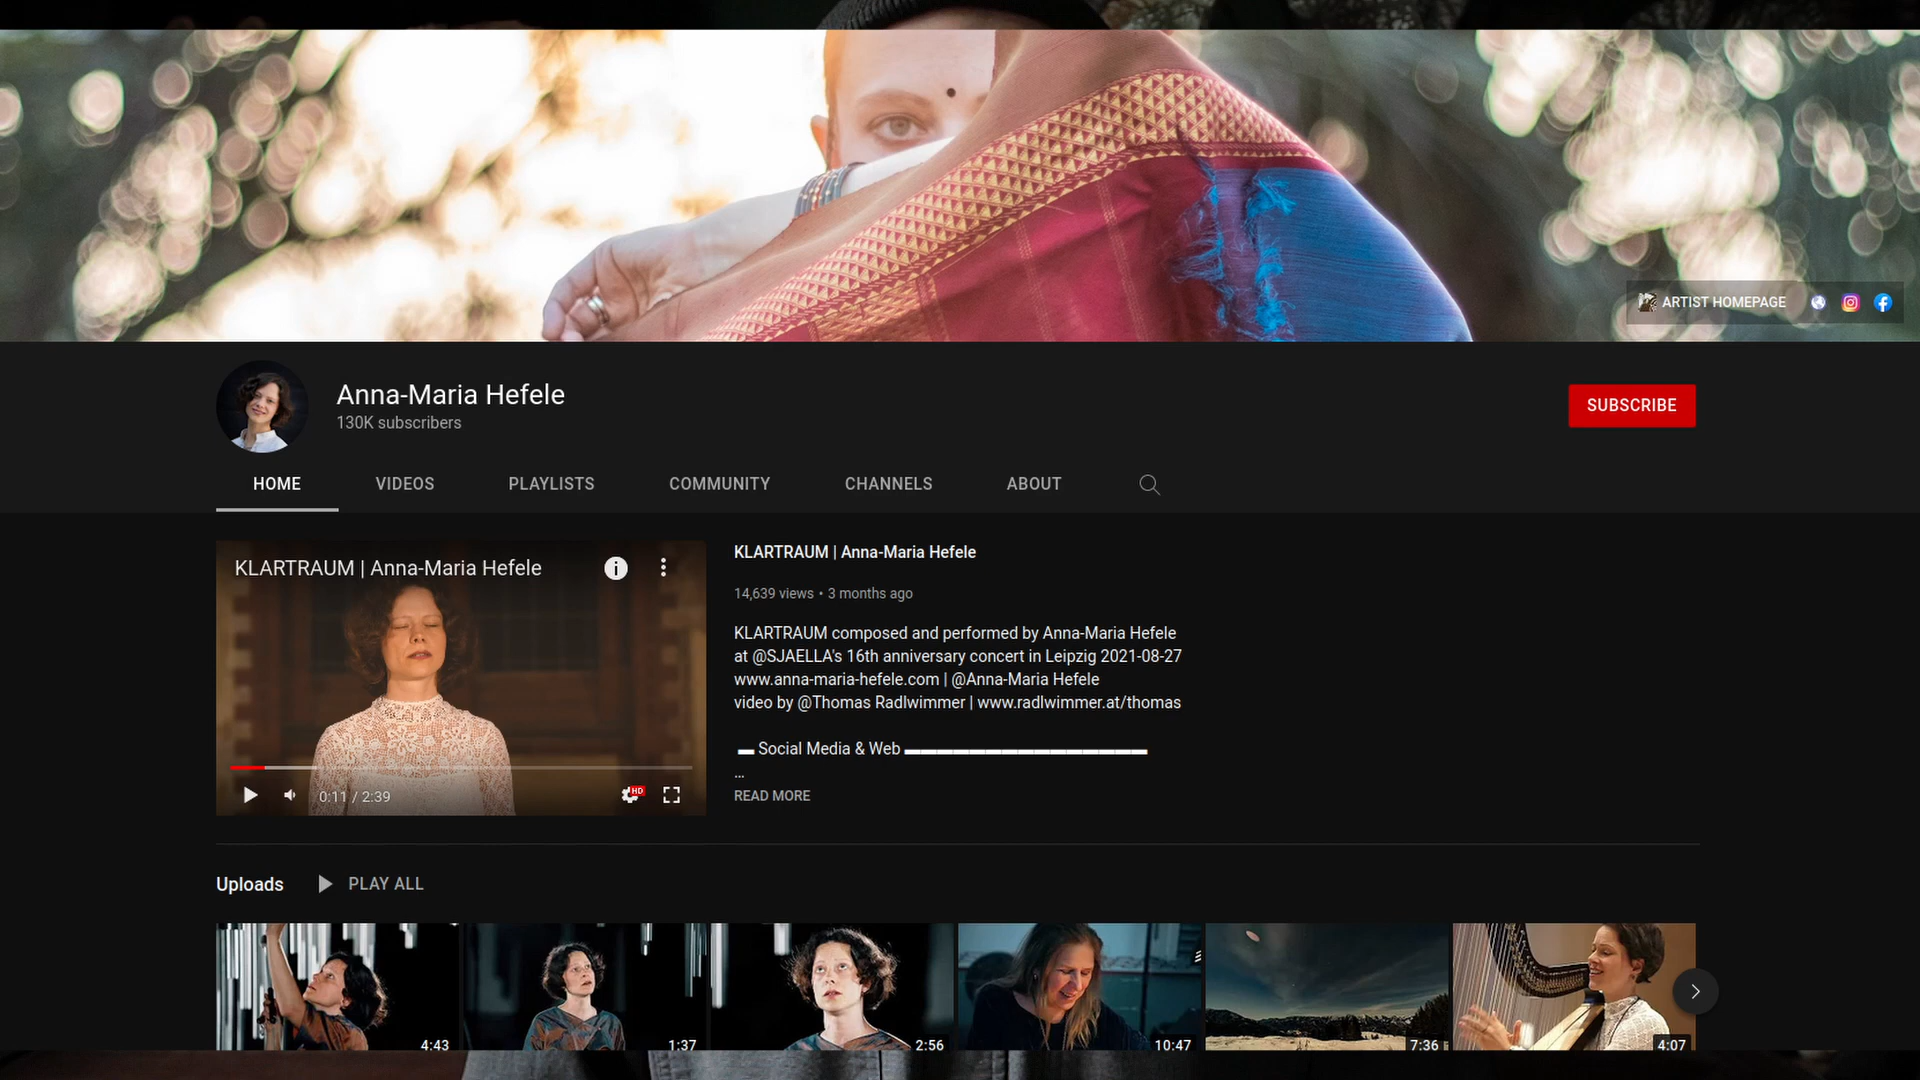 ARTIST HOMEPAGE
Anna-Maria Hefele
130K subscribers
SUBSCRIBE
HOME VIDEOS PLAYLISTS COMMUNITY CHANNELS ABOUT
KLARTRAUM | Anna-Maria Hefele
0:11 / 2:39
HD
KLARTRAUM | Anna-Maria Hefele
14,639 views • 3 months ago
KLARTRAUM composed and performed by Anna-Maria Hefele
at @SJAELLA's 16th anniversary concert in Leipzig 2021-08-27
www.anna-maria-hefele.com | @Anna-Maria Hefele
video by @Thomas Radlwimmer | www.radlwimmer.at/thomas
▬ Social Media & Web ▬▬▬▬▬▬▬▬▬▬▬▬▬▬▬
...
READ MORE
Uploads PLAY ALL
4:43 1:37 2:56 10:47 7:36 4:07